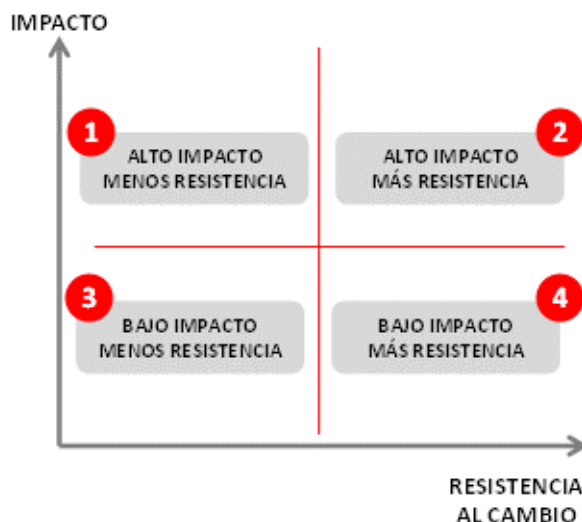 IMPACTO
1
ALTO IMPACTO
MENOS RESISTENCIA
2
ALTO IMPACTO
MÁS RESISTENCIA
3
BAJO IMPACTO
MENOS RESISTENCIA
4
BAJO IMPACTO
MÁS RESISTENCIA
RESISTENCIA
AL CAMBIO